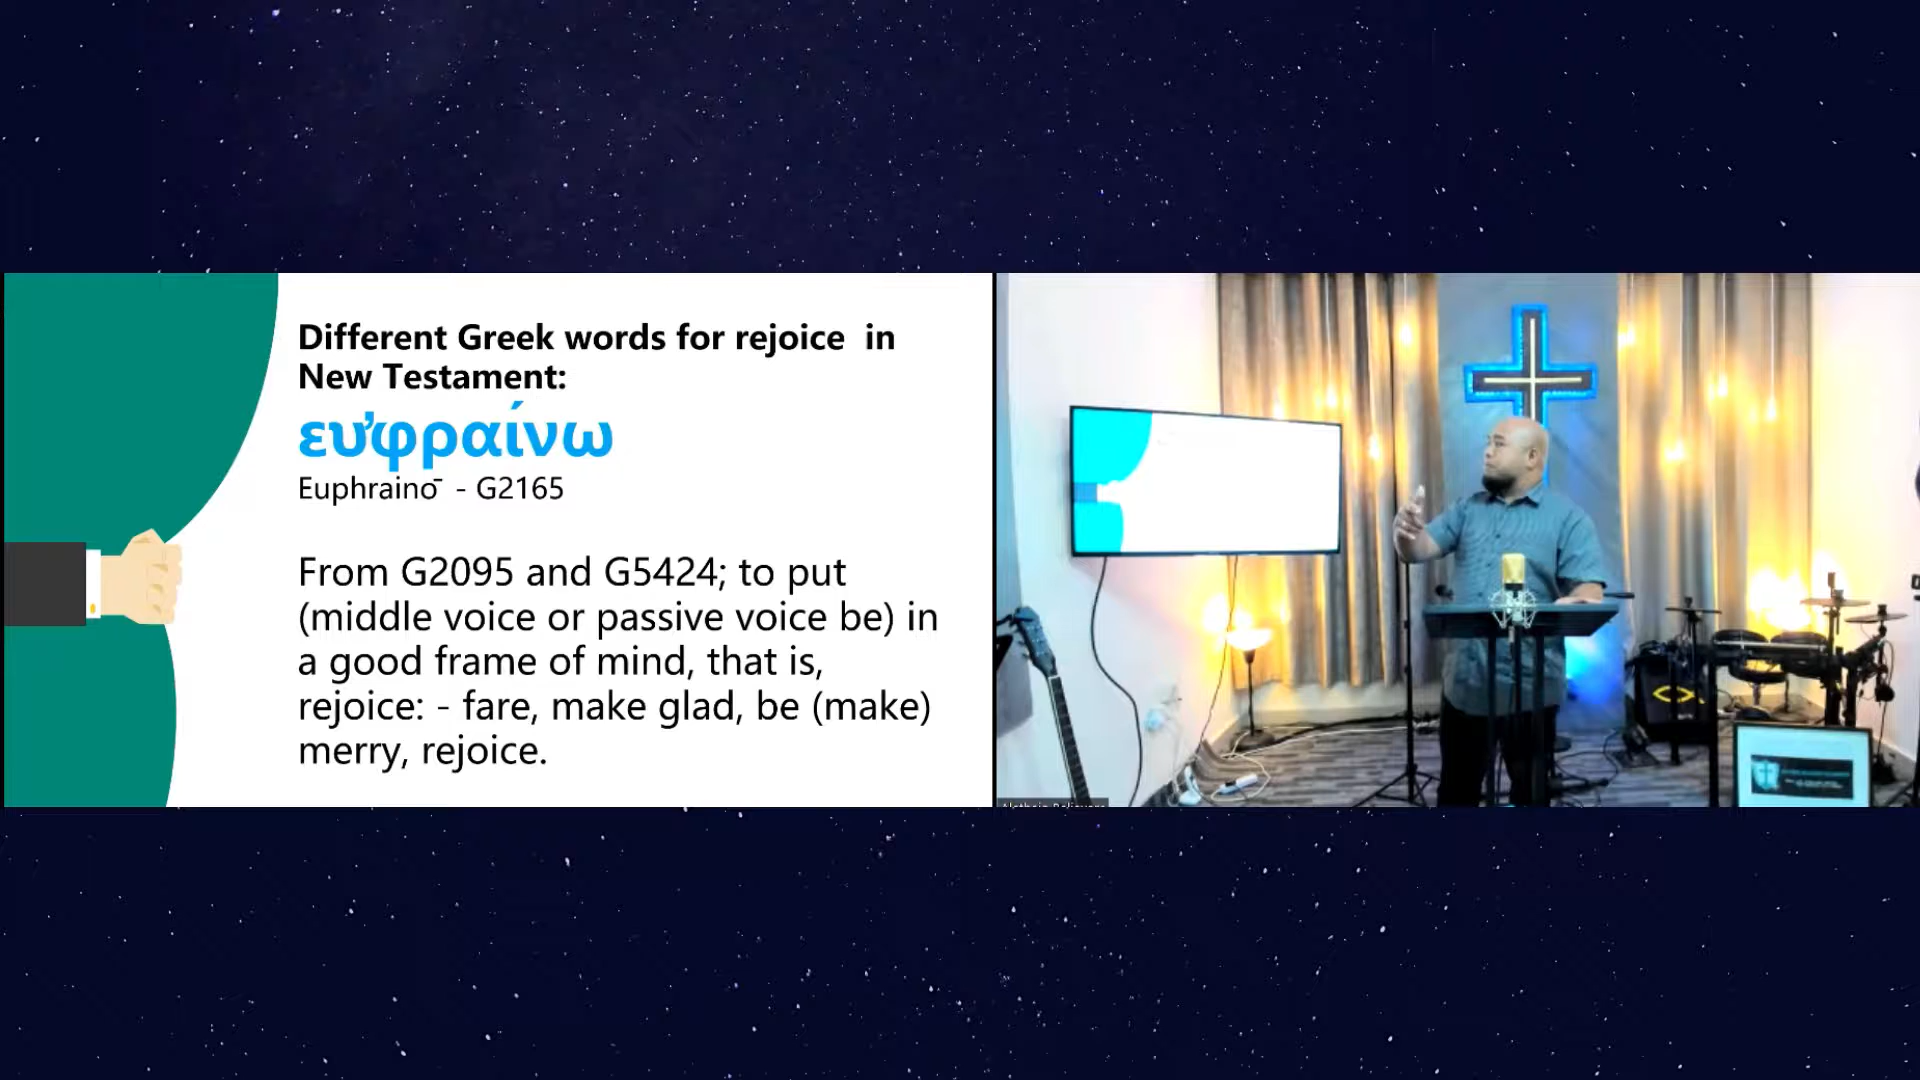 Different Greek words for rejoice in
New Testament:
εὐφραίνω
Euphrainō - G2165
From G2095 and G5424; to put
(middle voice or passive voice be) in
a good frame of mind, that is,
rejoice: - fare, make glad, be (make)
merry, rejoice.